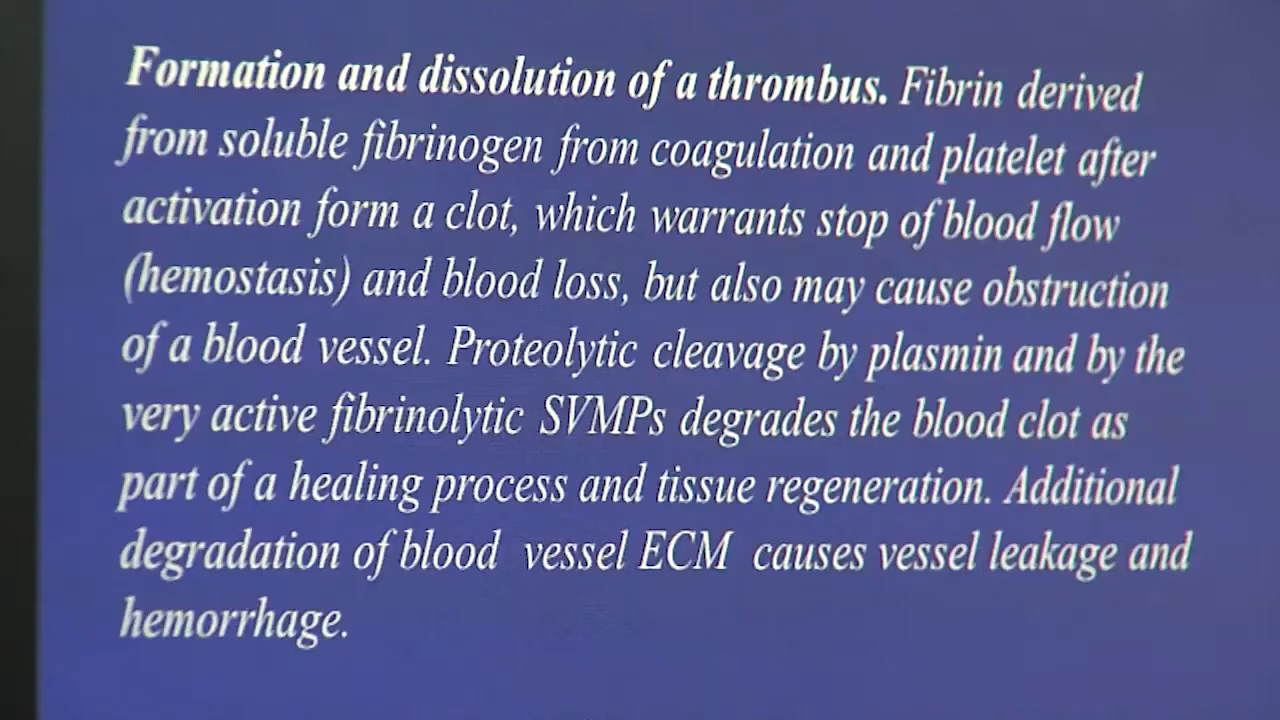 Formation and dissolution of a thrombus. Fibrin derived
from soluble fibrinogen from coagulation and platelet after
activation form a clot, which warrants stop of blood flow
(hemostasis) and blood loss, but also may cause obstruction
of a blood vessel. Proteolytic cleavage by plasmin and by the
very active fibrinolytic SVMPs degrades the blood clot as
part of a healing process and tissue regeneration. Additional
degradation of blood vessel ECM causes vessel leakage and
hemorrhage.